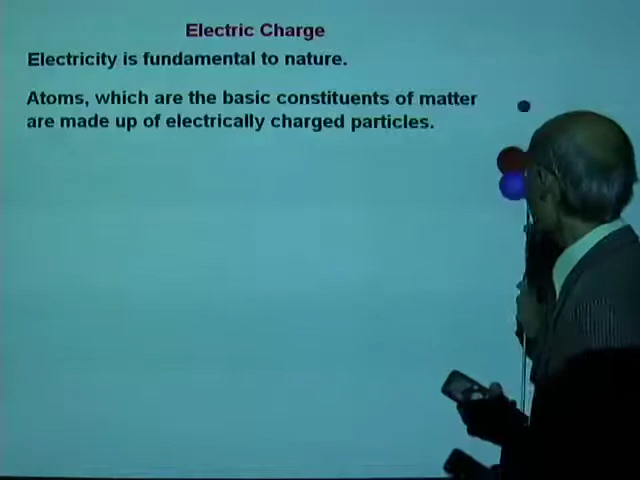 Electric Charge
Electricity is fundamental to nature.
Atoms, which are the basic constituents of matter
are made up of electrically charged particles.